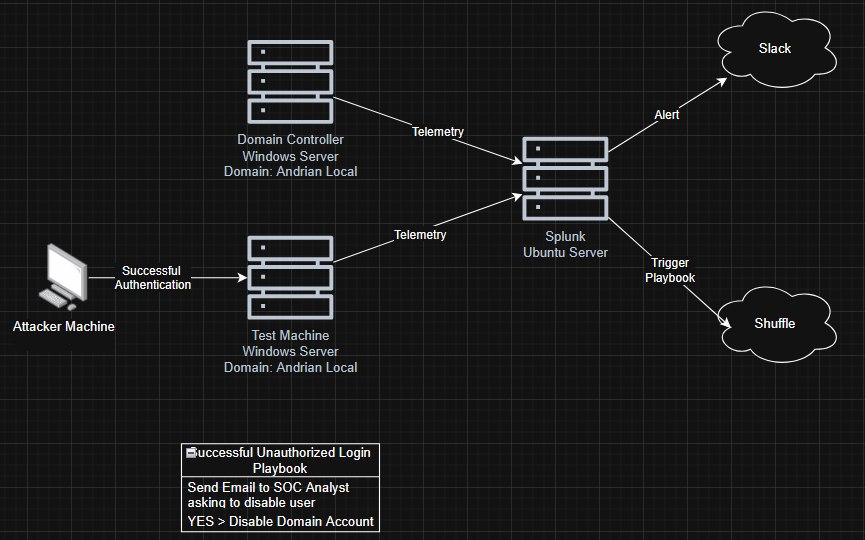 Slack
Alert
Telemetry
Domain Controller
Windows Server
Domain: Andrian Local
Telemetry
Splunk
Ubuntu Server
Successful
Authentication
Trigger
Playbook
Attacker Machine
Shuffle
Test Machine
Windows Server
Domain: Andrian Local
Successful Unauthorized Login
Playbook
Send Email to SOC Analyst
asking to disable user
YES > Disable Domain Account